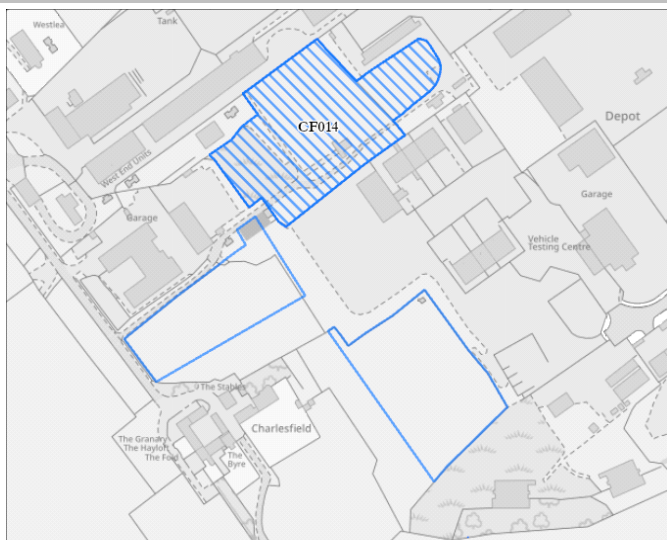 Westlea
Tank
CF014
Depot
West End Units
Garage
Garage
Vehicle
Testing Centre
The Stables
Charlesfield
The Granary
The Hayloft
The Fold
The
Byre